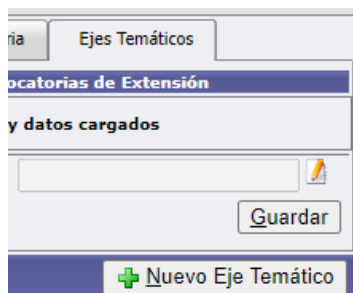 ria Ejes Temáticos
ocatorias de Extensión
y datos cargados
Guardar
Nuevo Eje Temático